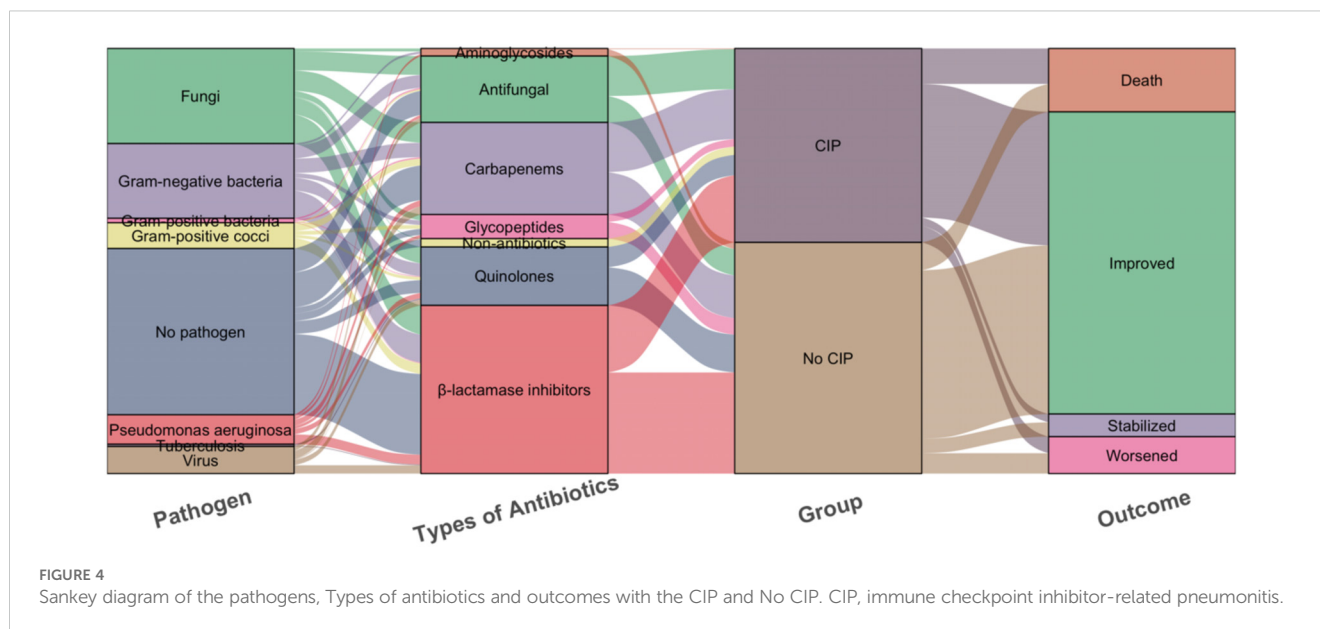 Fungi
Gram-negative bacteria
Gram-positive bacteria
Gram-positive cocci
No pathogen
Pseudomonas aeruginosa
Tuberculosis
Virus
Aminoglycosides
Antifungal
Carbapenems
Glycopeptides
Non-antibiotics
Quinolones
β-lactamase inhibitors
CIP
No CIP
Death
Improved
Stabilized
Worsened
Pathogen
Types of Antibiotics
Group
Outcome
FIGURE 4
Sankey diagram of the pathogens, Types of antibiotics and outcomes with the CIP and No CIP. CIP, immune checkpoint inhibitor-related pneumonitis.